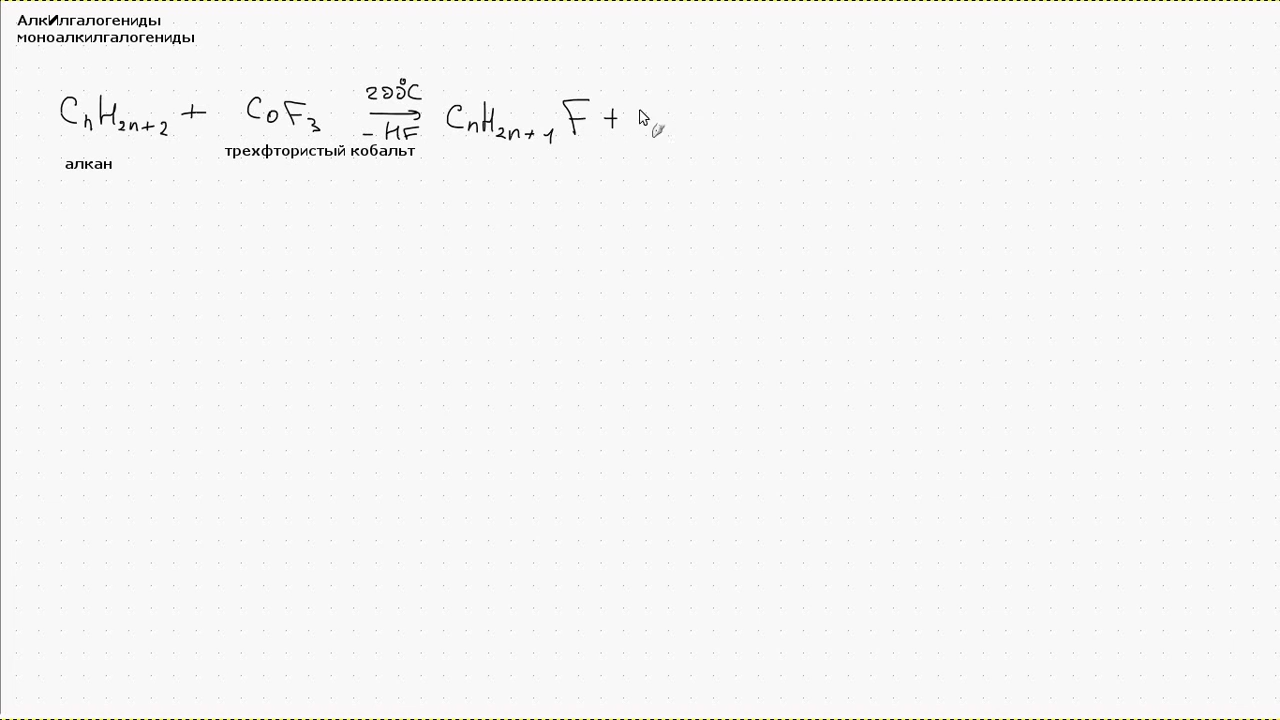 АлкИлгалогениды
моноалкилгалогениды
200°C
CnH2n+2 + CoF3 → CnH2n+1F +
- HF
трехфтористый кобальт
алкан